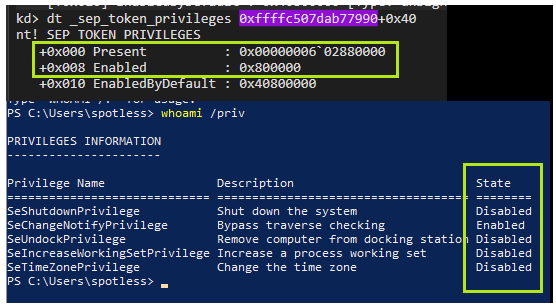 kd> dt _sep_token_privileges 0xffffc507dab77990+0x40
nt!_SEP_TOKEN_PRIVILEGES
+0x000 Present : 0x00000006`02880000
+0x008 Enabled : 0x800000
+0x010 EnabledByDefault : 0x40800000
PS C:\Users\spotless> whoami /priv
PRIVILEGES INFORMATION
----------------------
Privilege Name Description State
============================= ==================================== ========
SeShutdownPrivilege Shut down the system Disabled
SeChangeNotifyPrivilege Bypass traverse checking Enabled
SeUndockPrivilege Remove computer from docking station Disabled
SeIncreaseWorkingSetPrivilege Increase a process working set Disabled
SeTimeZonePrivilege Change the time zone Disabled
PS C:\Users\spotless>